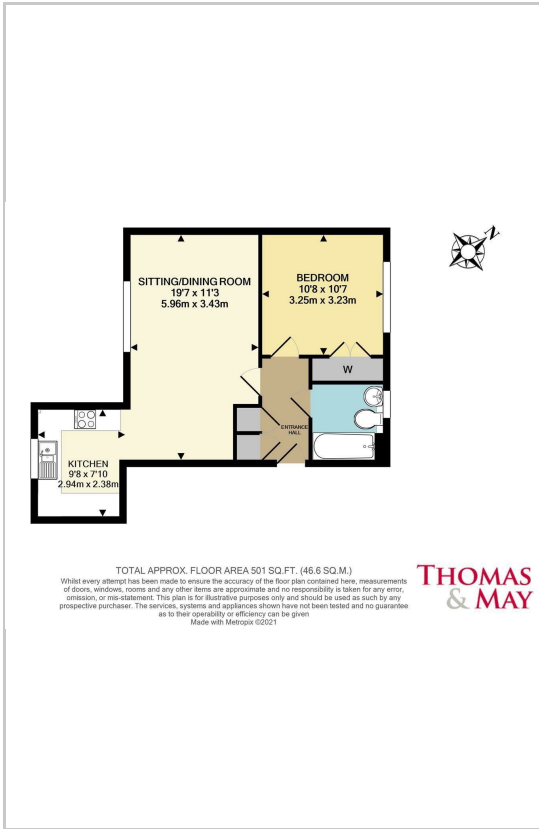 N
SITTING/DINING ROOM
19'7 x 11'3
5.96m x 3.43m
BEDROOM
10'8 x 10'7
3.25m x 3.23m
W
ENTRANCE
HALL
KITCHEN
9'8 x 7'10
2.94m x 2.38m
TOTAL APPROX. FLOOR AREA 501 SQ.FT. (46.6 SQ.M.)
Whilst every attempt has been made to ensure the accuracy of the floor plan contained here, measurements
of doors, windows, rooms and any other items are approximate and no responsibility is taken for any error,
omission, or mis-statement. This plan is for illustrative purposes only and should be used as such by any
prospective purchaser. The services, systems and appliances shown have not been tested and no guarantee
as to their operability or efficiency can be given
Made with Metropix ©2021
THOMAS
& MAY